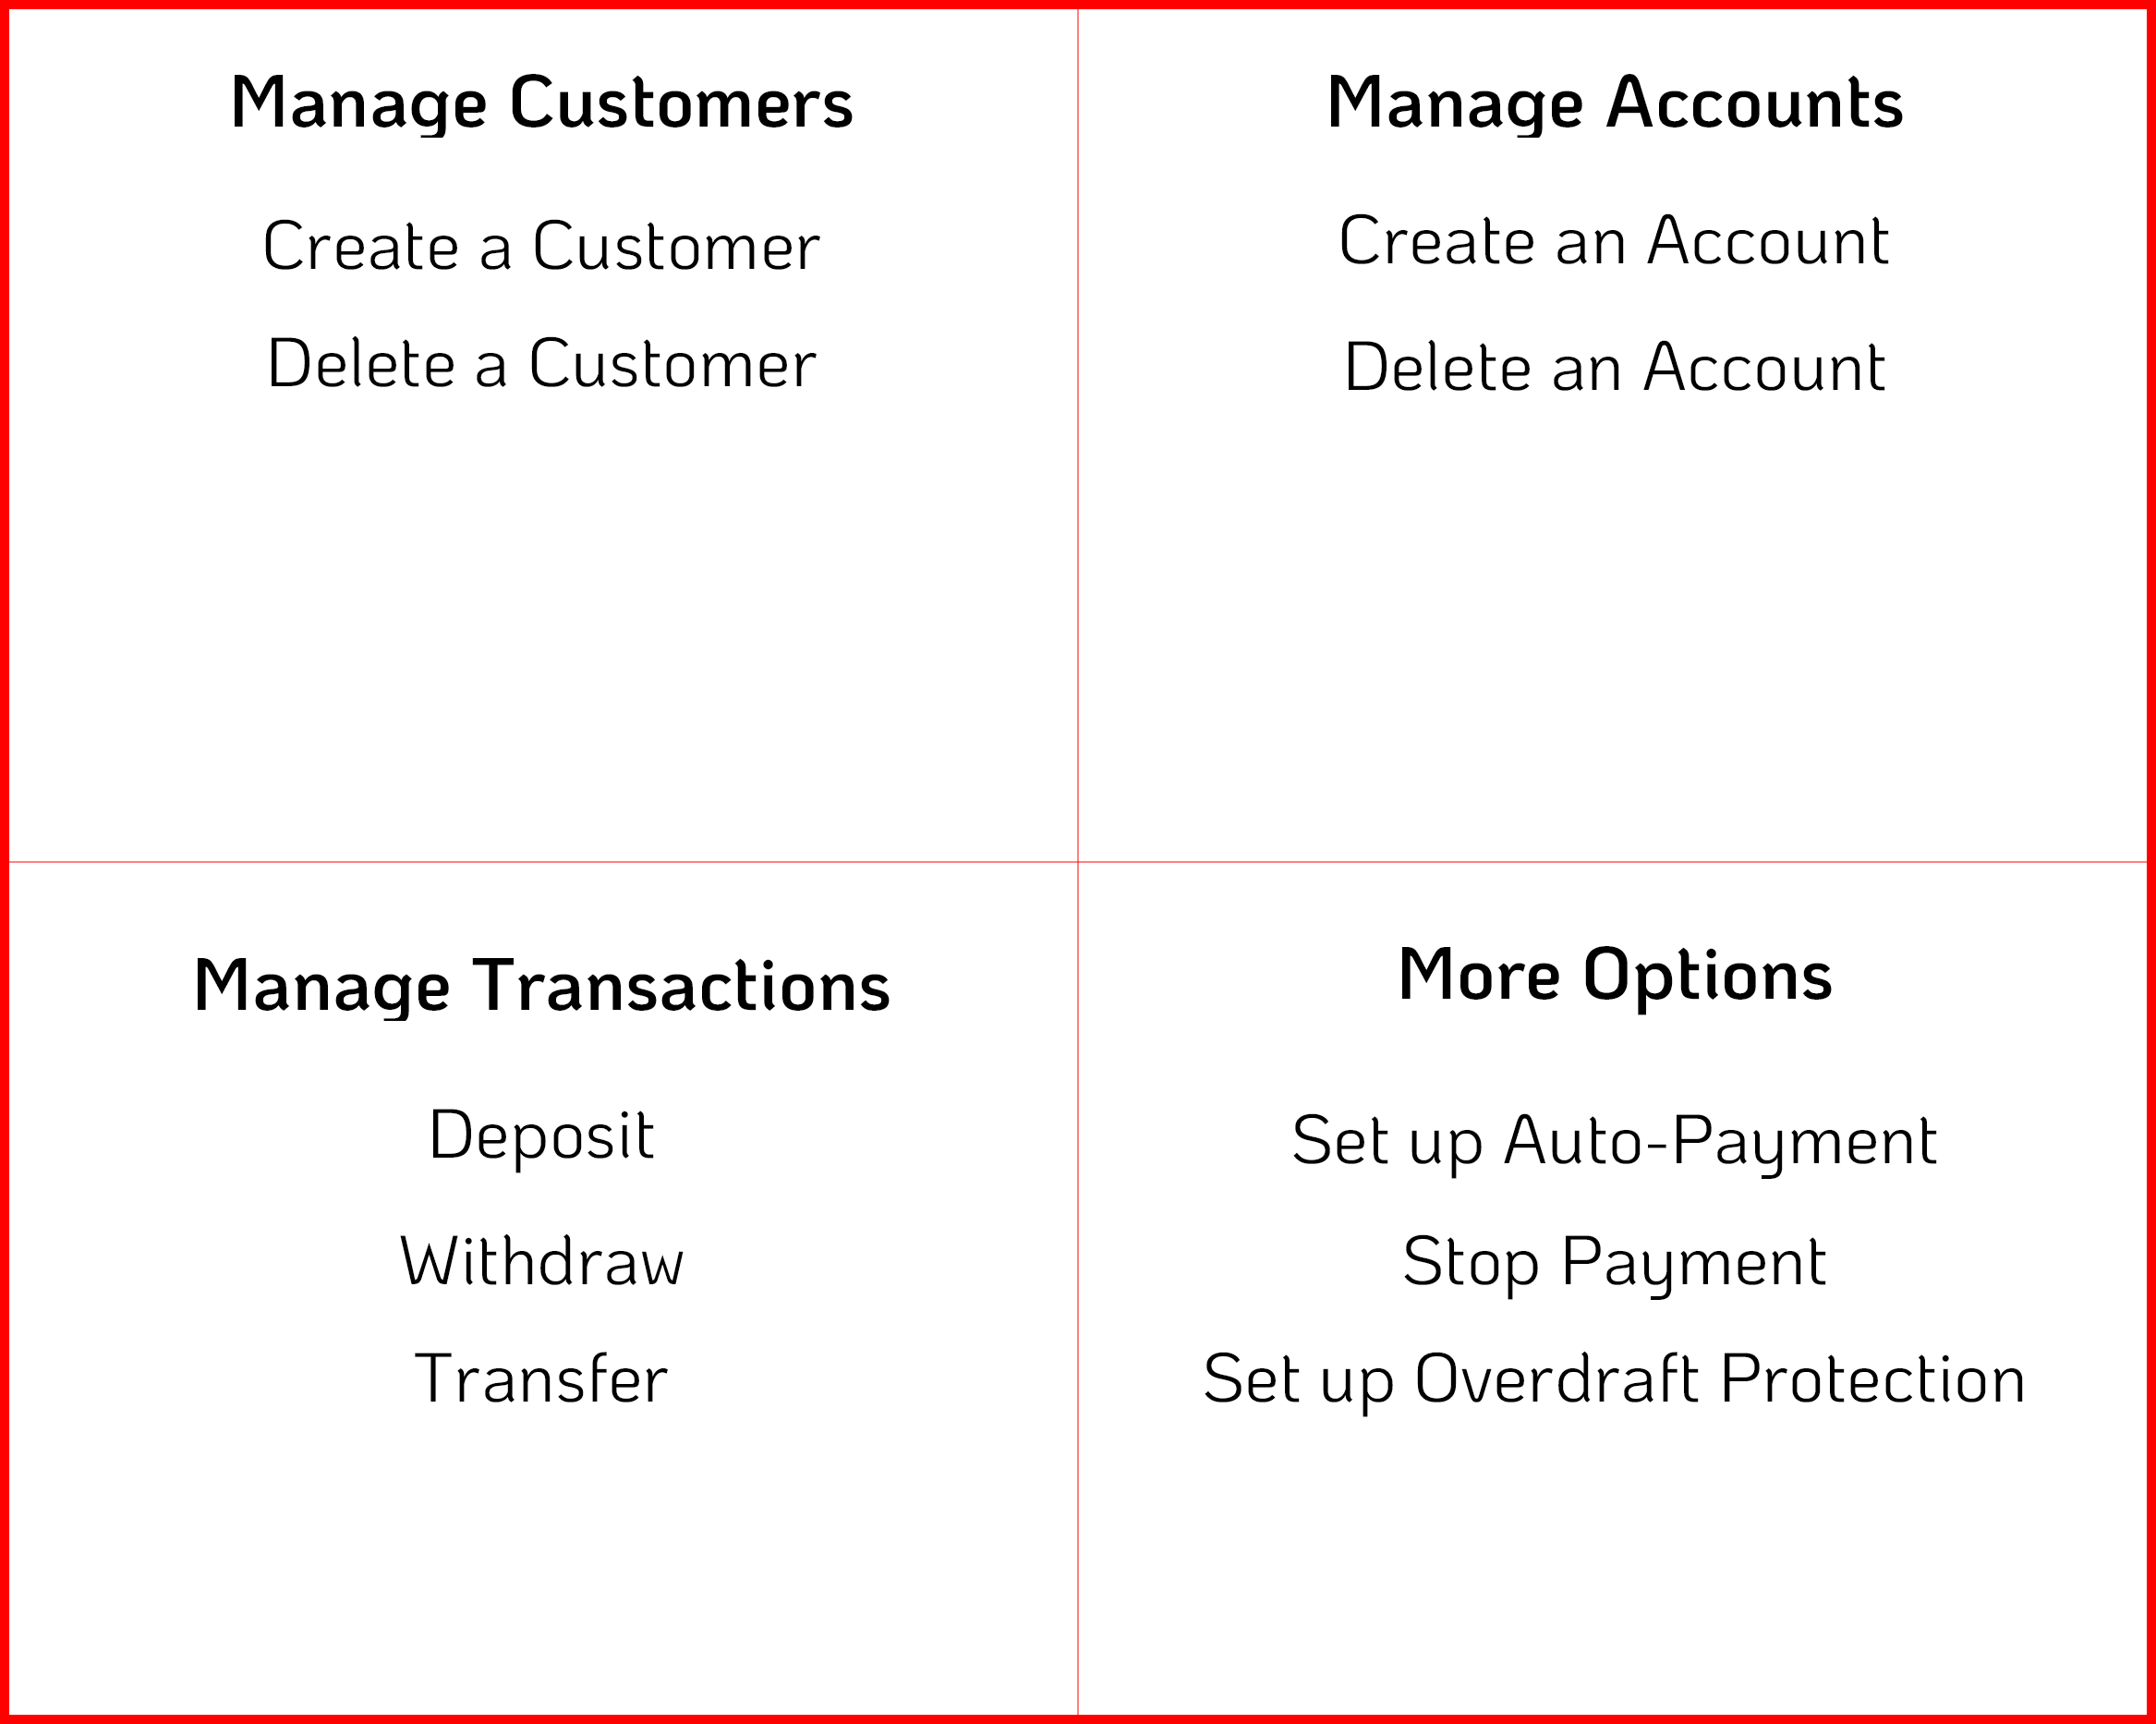 Manage Customers
Create a Customer
Delete a Customer
Manage Accounts
Create an Account
Delete an Account
Manage Transactions
Deposit
Withdraw
Transfer
More Options
Set up Auto-Payment
Stop Payment
Set up Overdraft Protection